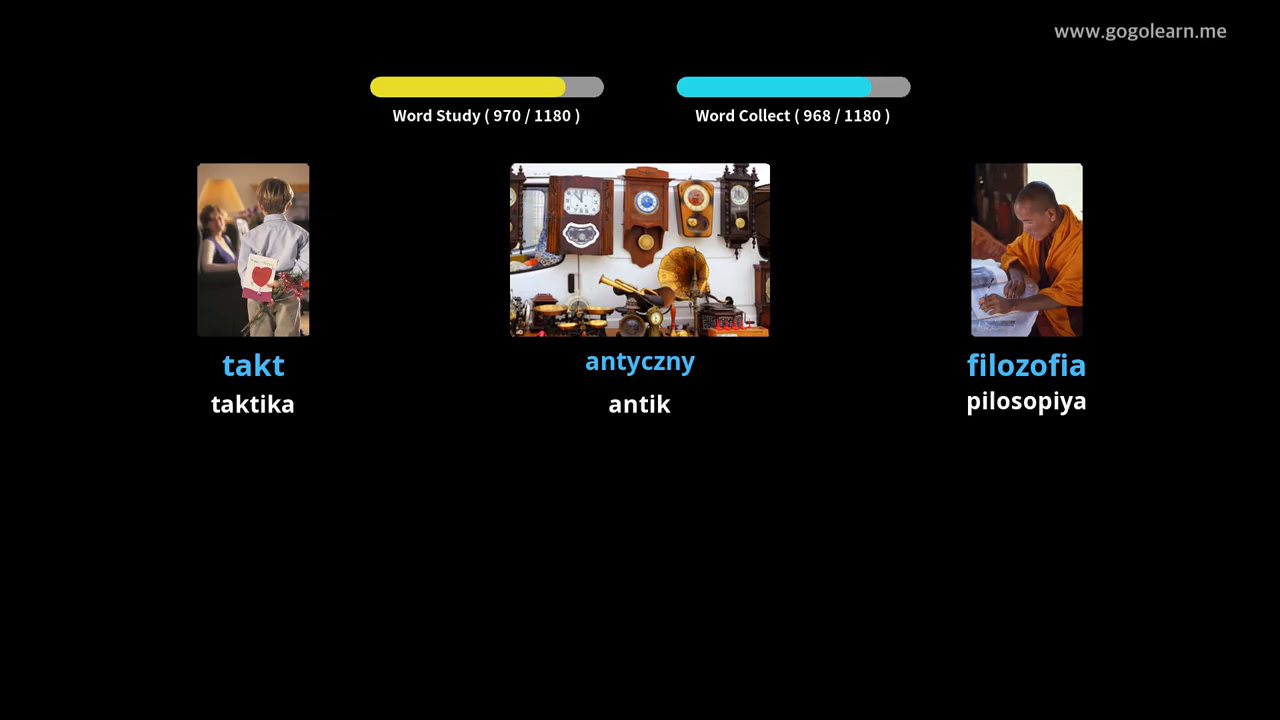 www.gogolearn.me
Word Study ( 970 / 1180 )
Word Collect ( 968 / 1180 )
takt
antyczny
filozofia
taktika
antik
pilosopiya